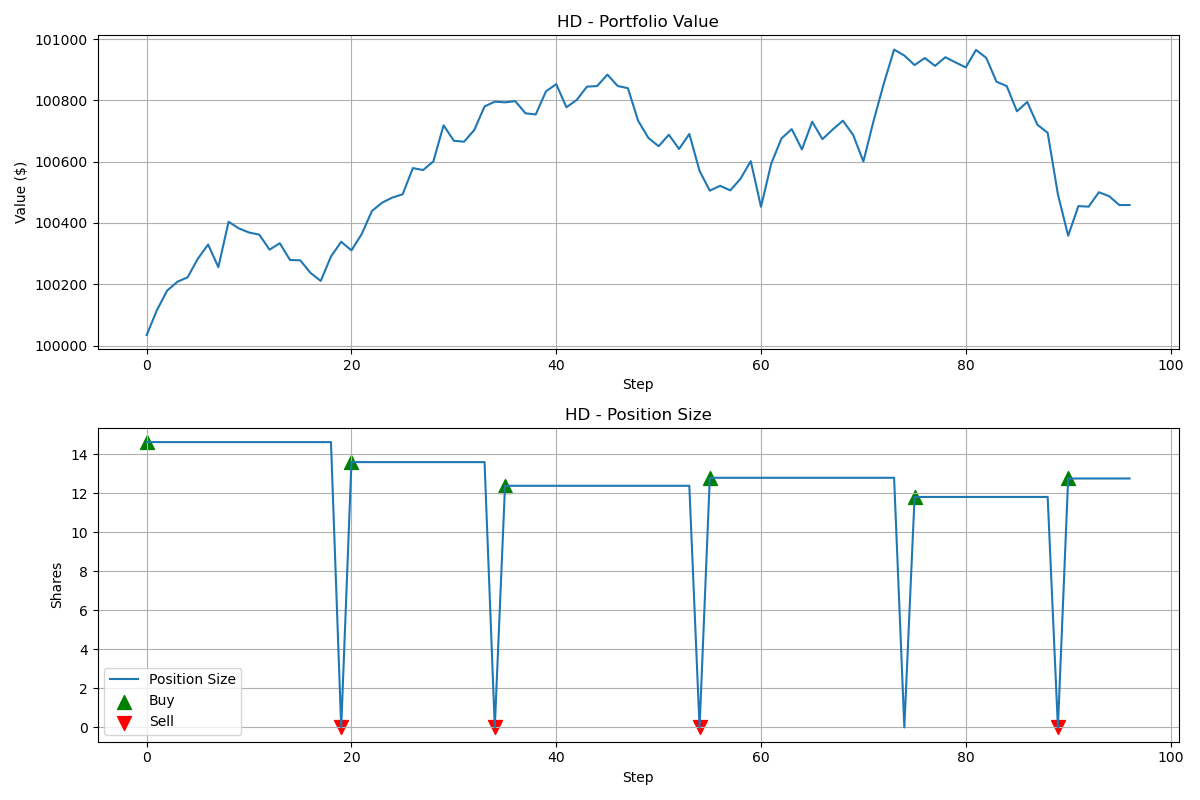 HD - Portfolio Value
101000
100800
100600
100400
100200
100000
Value ($)
0 20 40 60 80 100
Step
HD - Position Size
14
12
10
8
6
4
2
0
Shares
Position Size
Buy
Sell
0 20 40 60 80 100
Step